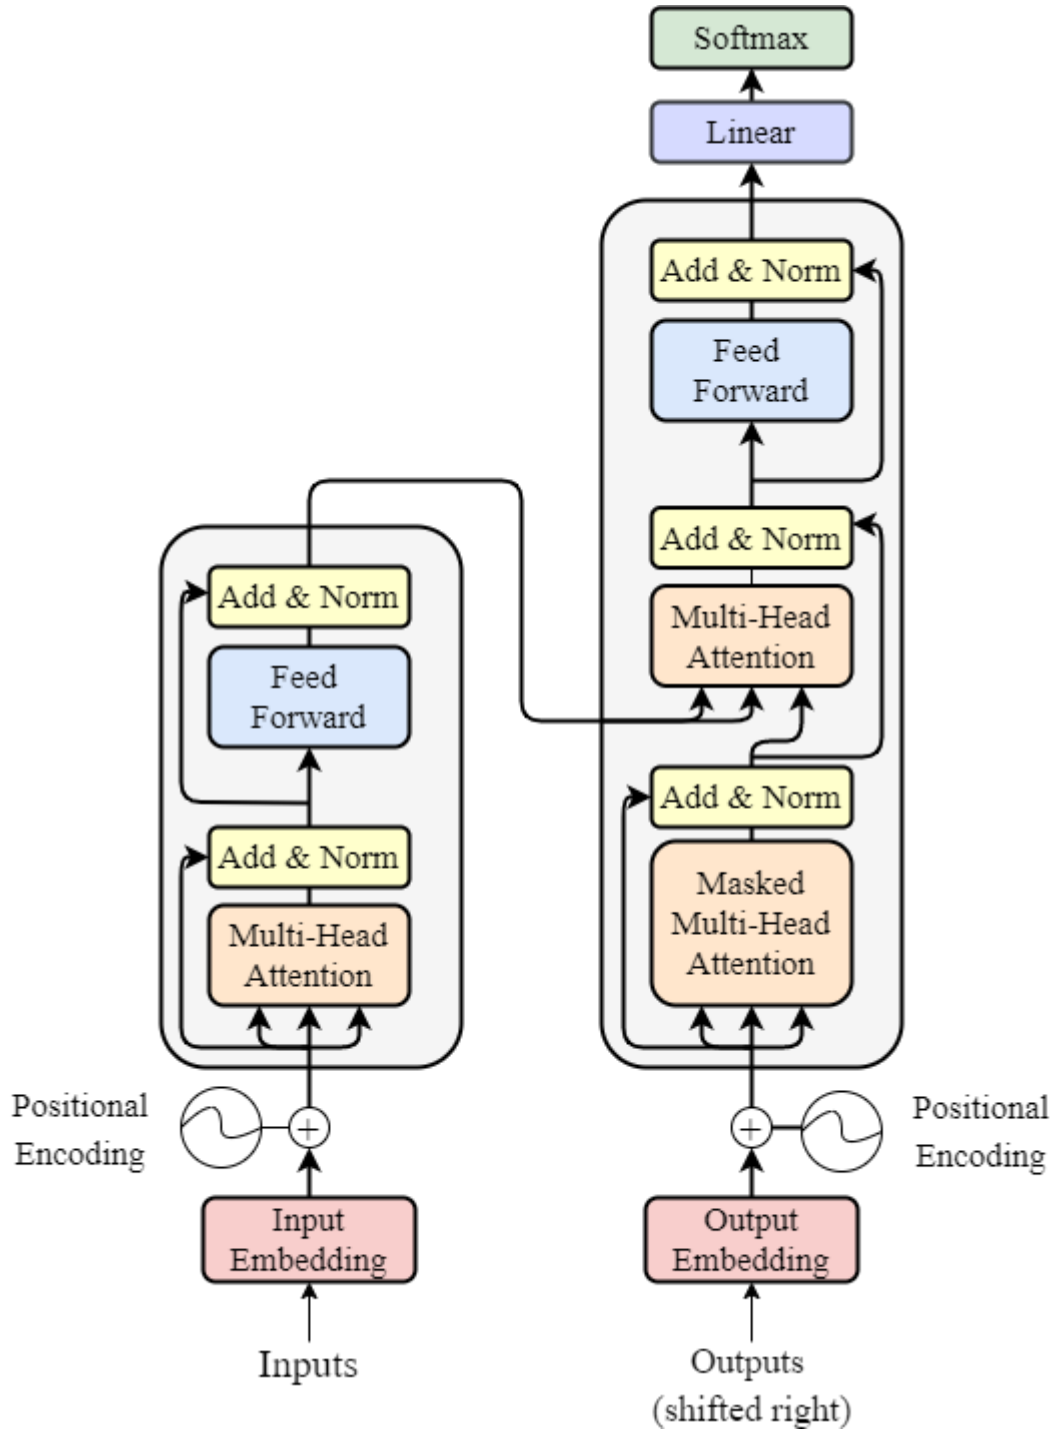 Softmax
Linear
Add & Norm
Feed
Forward
Add & Norm
Multi-Head
Attention
Add & Norm
Masked
Multi-Head
Attention
Add & Norm
Feed
Forward
Add & Norm
Multi-Head
Attention
Positional
Encoding
Positional
Encoding
Input
Embedding
Output
Embedding
Inputs
Outputs
(shifted right)